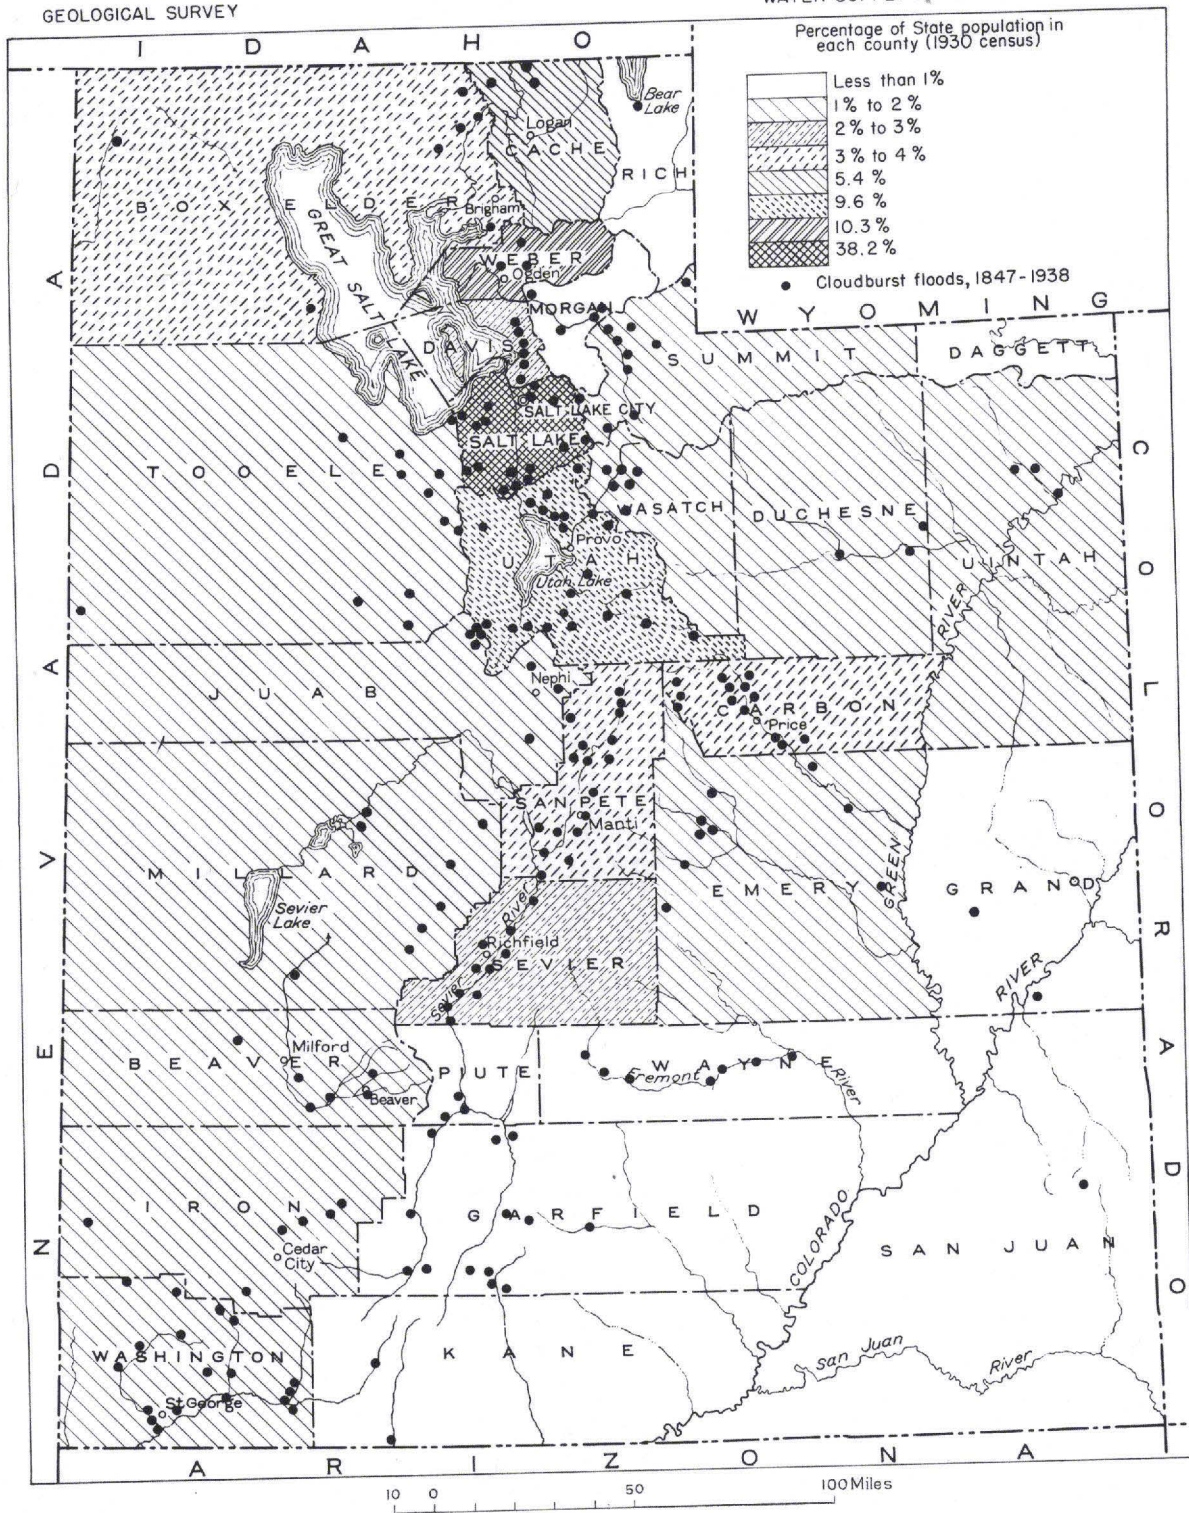 GEOLOGICAL SURVEY
IDAHO
Percentage of State population in
each county (1930 census)
Less than 1%
1% to 2%
2% to 3%
3% to 4%
5.4 %
9.6 %
10.3 %
38.2 %
Cloudburst floods, 1847-1938
WYOMING
Bear
Lake
Logan
CACHE
RICH
BOX ELDER
Brigham
GREAT SALT LAKE
WEBER
Ogden
MORGAN
DAVIS
SUMMIT
DAGGETT
SALT LAKE CITY
SALT LAKE
TOOELE
WASATCH
DUCHESNE
Provo
UTAH
Utah Lake
UINTAH
GREEN RIVER
JUAB
Nephi
CARBON
Price
SANPETE
Manti
MILLARD
Sevier
Lake
EMERY
GRAND
Sevier River
Richfield
SEVIER
COLORADO RIVER
Milford
BEAVER
Beaver
PIUTE
WAYNE
Fremont River
IRON
GARFIELD
Cedar
City
SAN JUAN
WASHINGTON
KANE
St George
San Juan River
NEVADA
COLORADO
ARIZONA
10 0 50 100 Miles